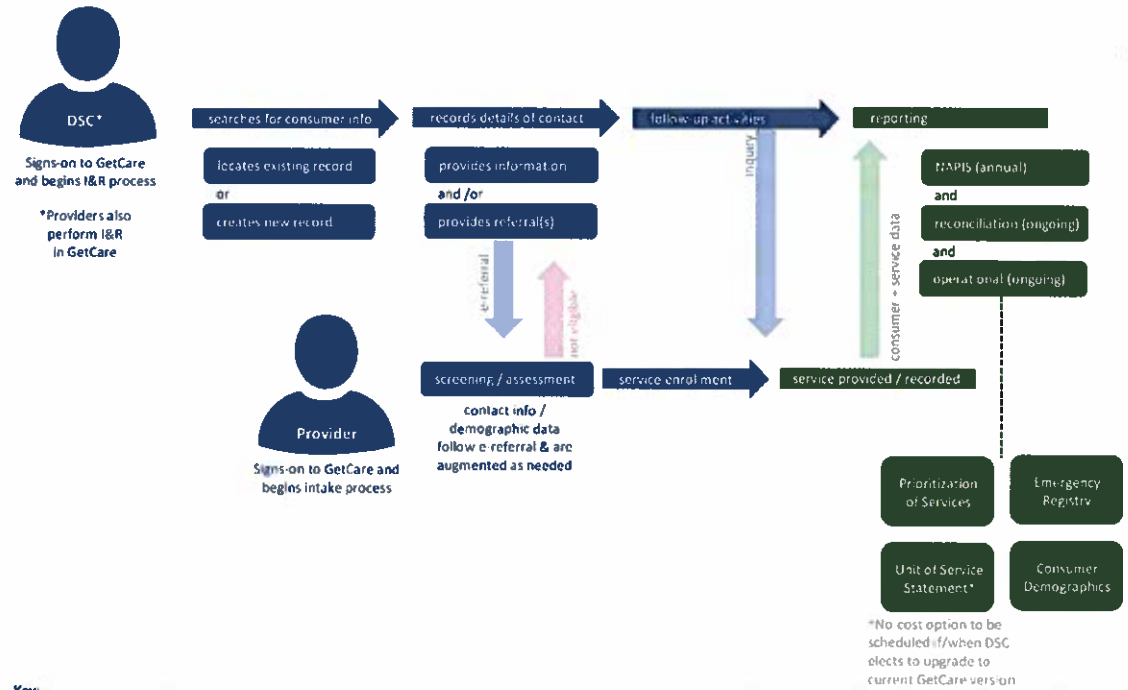 DSC*
Signs-on to GetCare
and begins I&R process
*Providers also
perform I&R
in GetCare
searches for consumer info
locates existing record
or
creates new record
records details of contact
provides information
and /or
provides referral(s)
follow-up activities
reporting
NAPIS (annual)
and
reconciliation (ongoing)
and
operational (ongoing)
e-referral
not eligible
inquiry
consumer + service data
Provider
Signs-on to GetCare and
begins intake process
screening / assessment
contact info /
demographic data
follow e-referral & are
augmented as needed
service enrollment
service provided / recorded
Prioritization
of Services
Emergency
Registry
Unit of Service
Statement*
Consumer
Demographics
*No cost option to be
scheduled if/when DSC
elects to upgrade to
current GetCare version
Key